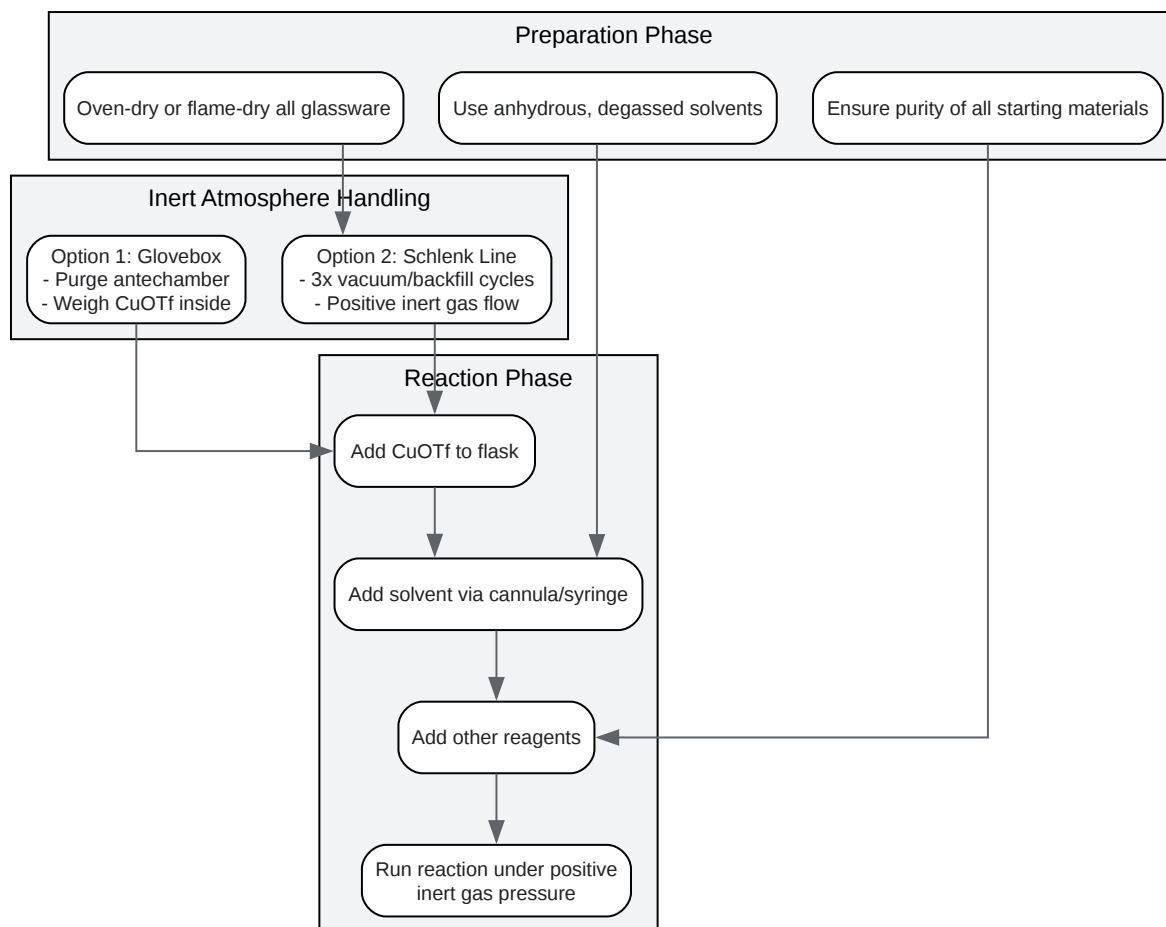 Preparation Phase
Oven-dry or flame-dry all glassware
Use anhydrous, degassed solvents
Ensure purity of all starting materials
Inert Atmosphere Handling
Option 1: Glovebox
- Purge antechamber
- Weigh CuOTf inside
Option 2: Schlenk Line
- 3x vacuum/backfill cycles
- Positive inert gas flow
Reaction Phase
Add CuOTf to flask
Add solvent via cannula/syringe
Add other reagents
Run reaction under positive
inert gas pressure